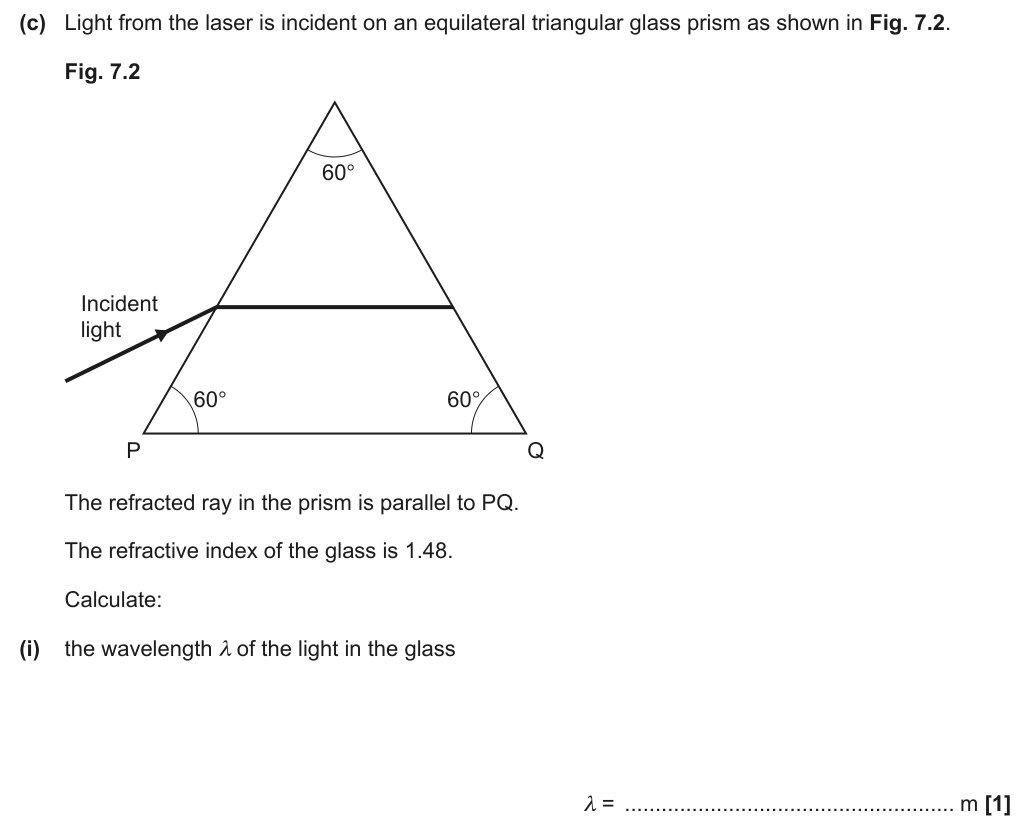 (c) Light from the laser is incident on an equilateral triangular glass prism as shown in Fig. 7.2.
Fig. 7.2
60°
Incident
light
60°
60°
P
Q
The refracted ray in the prism is parallel to PQ.
The refractive index of the glass is 1.48.
Calculate:
(i) the wavelength λ of the light in the glass
λ = ...................................................... m [1]